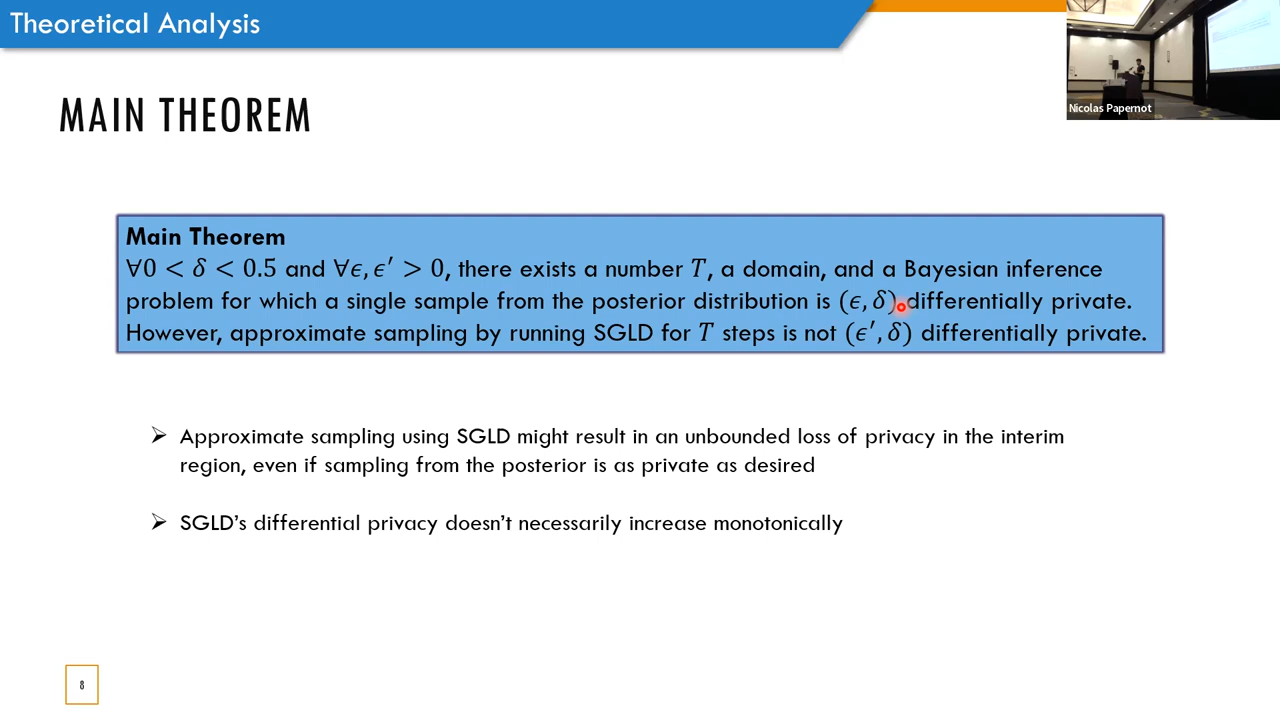 Theoretical Analysis
Nicolas Papernot
MAIN THEOREM
Main Theorem
∀0 < δ < 0.5 and ∀ϵ, ϵ′ > 0, there exists a number T, a domain, and a Bayesian inference
problem for which a single sample from the posterior distribution is (ϵ, δ) differentially private.
However, approximate sampling by running SGLD for T steps is not (ϵ′, δ) differentially private.
➢ Approximate sampling using SGLD might result in an unbounded loss of privacy in the interim
region, even if sampling from the posterior is as private as desired
➢ SGLD’s differential privacy doesn’t necessarily increase monotonically
8